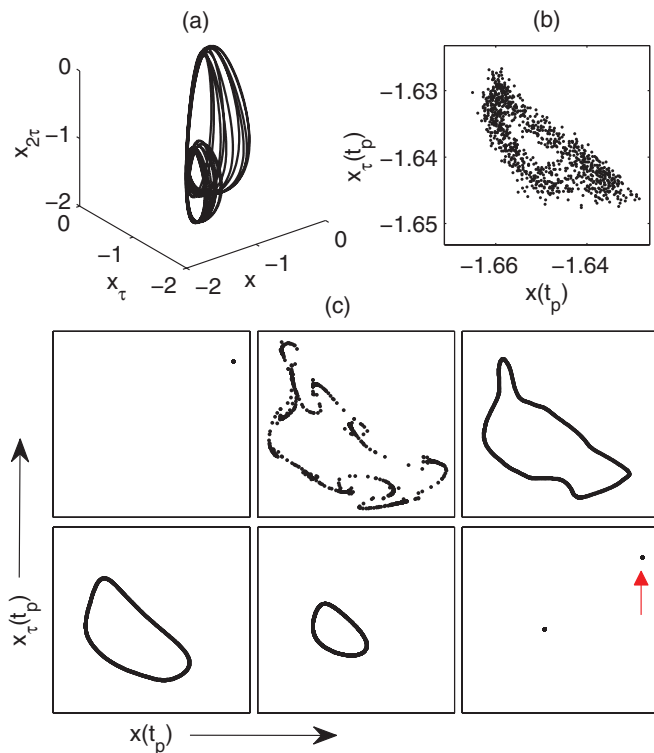 (a)
0
−1
−2
x2τ
0
−1
−2
xτ
−2
−1
0
x
(b)
−1.63
−1.64
−1.65
xτ(tp)
−1.66 −1.64
x(tp)
(c)
xτ(tp)
x(tp)